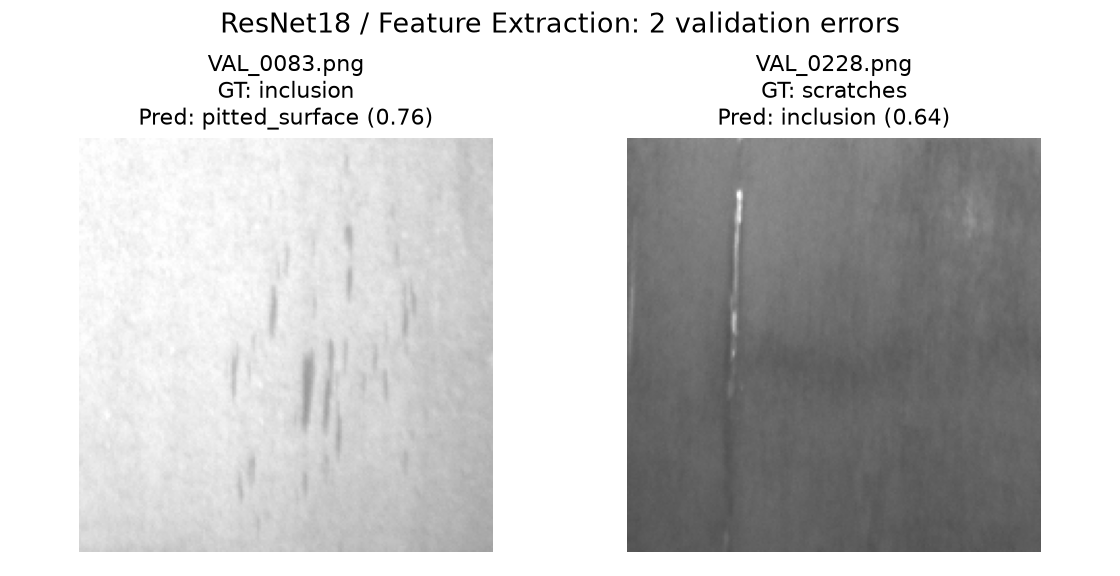 ResNet18 / Feature Extraction: 2 validation errors
VAL_0083.png
GT: inclusion
Pred: pitted_surface (0.76)
VAL_0228.png
GT: scratches
Pred: inclusion (0.64)